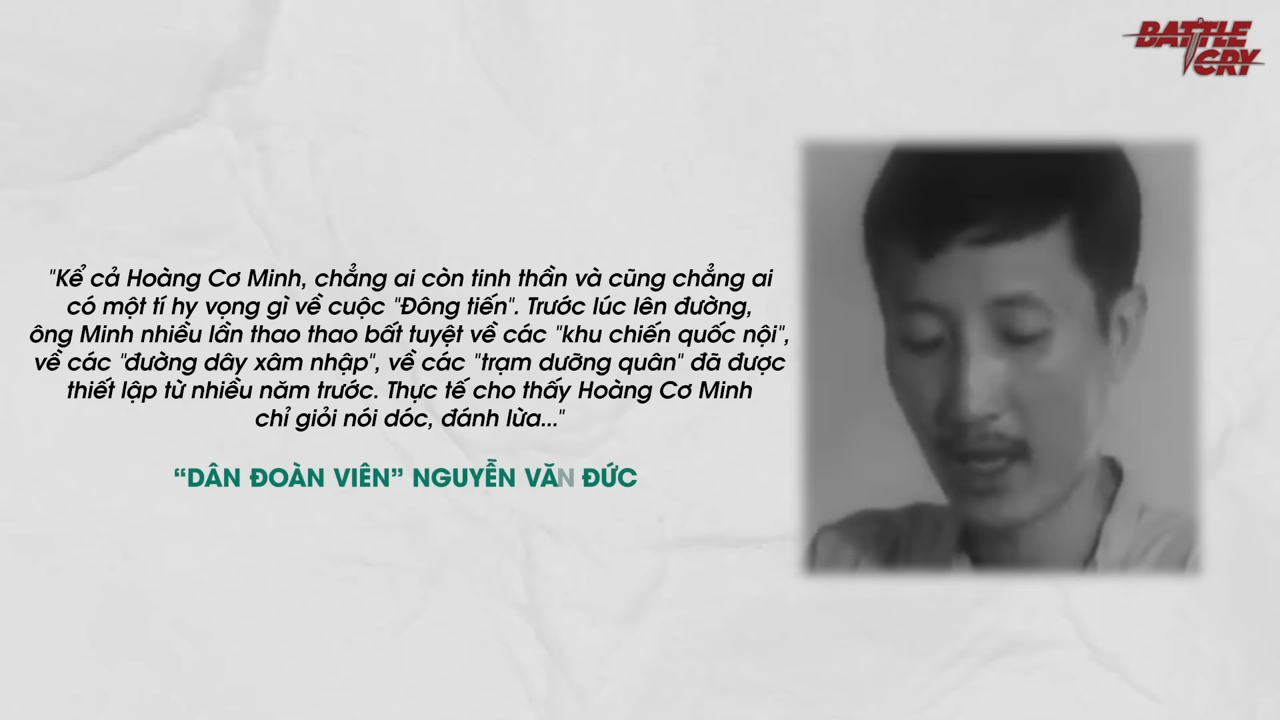 BATTLE
CRY
"Kể cả Hoàng Cơ Minh, chẳng ai còn tinh thần và cũng chẳng ai
có một tí hy vọng gì về cuộc "Đông tiến". Trước lúc lên đường,
ông Minh nhiều lần thao thao bất tuyệt về các "khu chiến quốc nội",
về các "đường dây xâm nhập", về các "trạm dưỡng quân" đã được
thiết lập từ nhiều năm trước. Thực tế cho thấy Hoàng Cơ Minh
chỉ giỏi nói dóc, đánh lừa..."
“DÂN ĐOÀN VIÊN” NGUYỄN VĂN ĐỨC